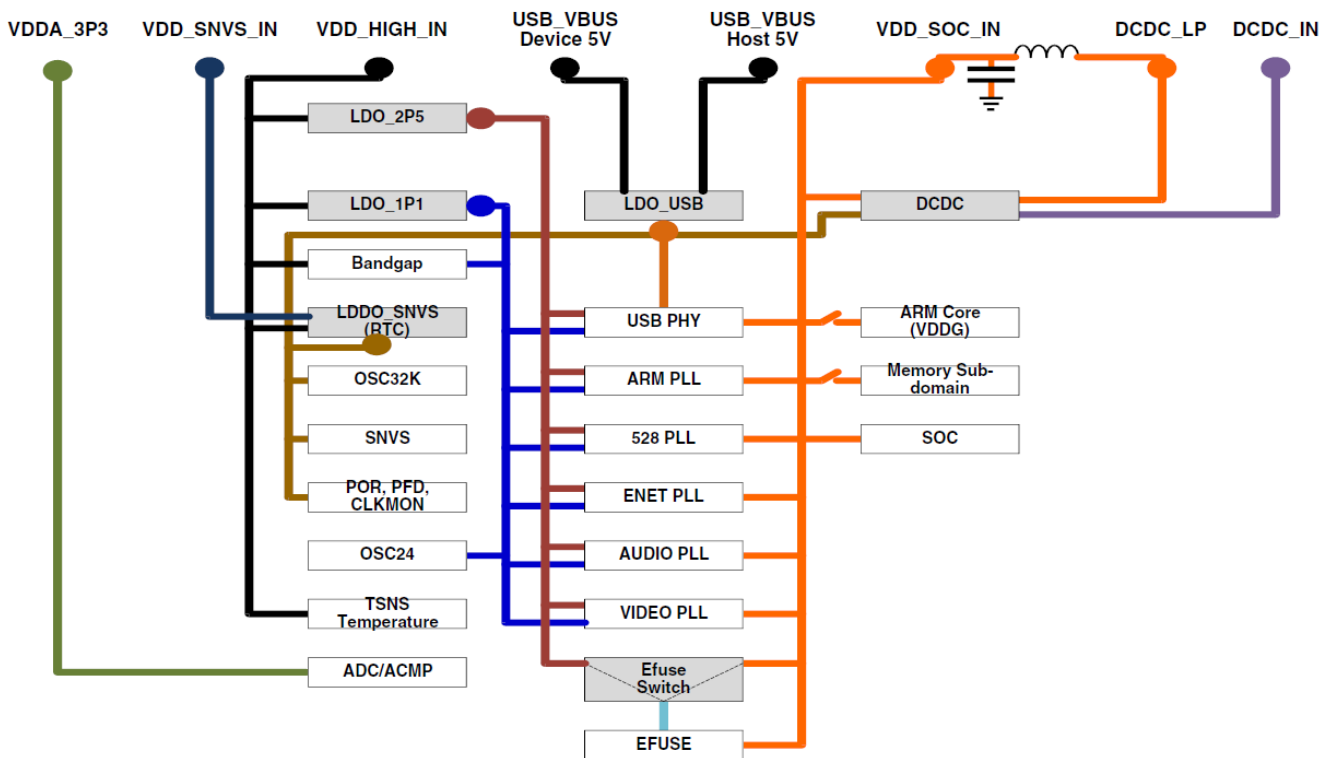 VDDA_3P3
VDD_SNVS_IN
VDD_HIGH_IN
USB_VBUS
Device 5V
USB_VBUS
Host 5V
VDD_SOC_IN
DCDC_LP
DCDC_IN
LDO_2P5
LDO_1P1
LDO_USB
DCDC
Bandgap
LDDO_SNVS
(RTC)
USB PHY
ARM Core
(VDDG)
OSC32K
ARM PLL
Memory Sub-
domain
SNVS
528 PLL
SOC
POR, PFD,
CLKMON
ENET PLL
OSC24
AUDIO PLL
TSNS
Temperature
VIDEO PLL
ADC/ACMP
Efuse
Switch
EFUSE